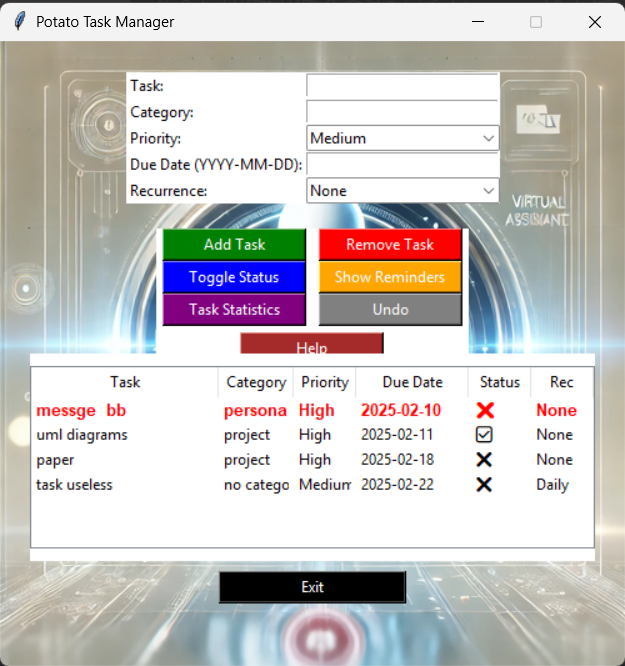 Potato Task Manager
Task:
Category:
Priority: Medium
Due Date (YYYY-MM-DD):
Recurrence: None
VIRTUAL
Add Task Remove Task
Toggle Status Show Reminders
Task Statistics Undo
Help
Task Category Priority Due Date Status Rec
messge bb persona High 2025-02-10 None
uml diagrams project High 2025-02-11 None
paper project High 2025-02-18 None
task useless no catego Medium 2025-02-22 Daily
Exit